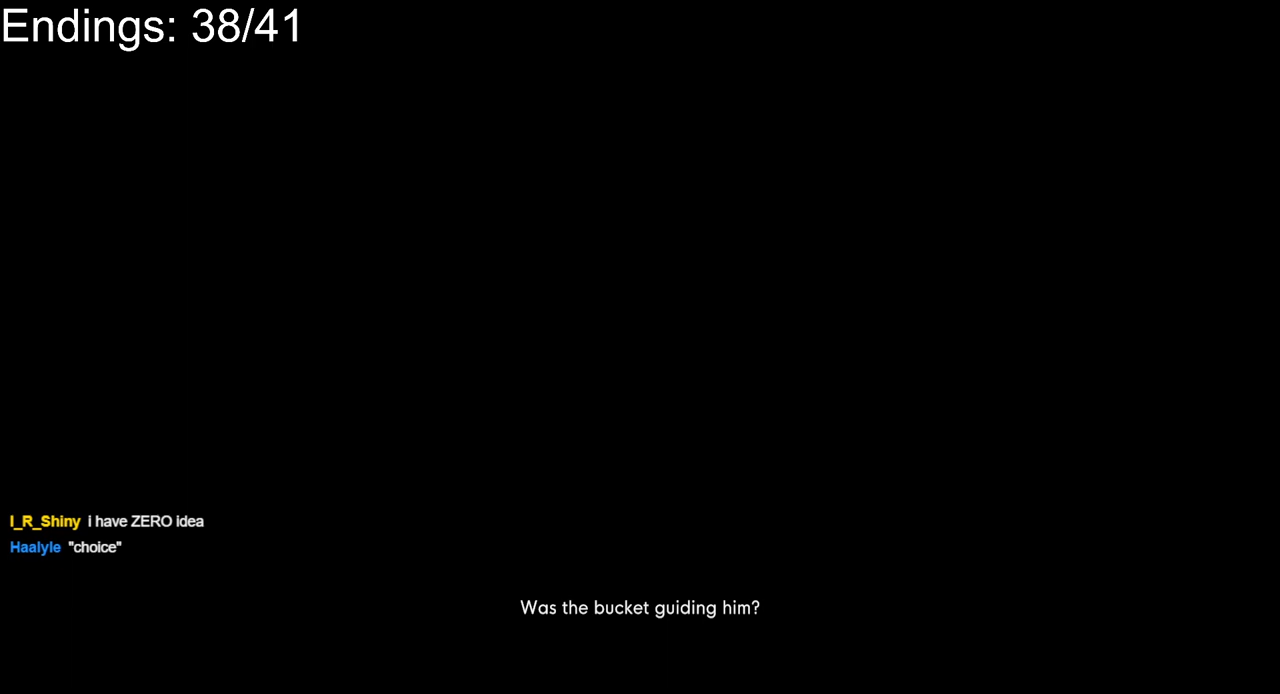 Endings: 38/41
I_R_Shiny i have ZERO idea
Haalyle "choice"
Was the bucket guiding him?